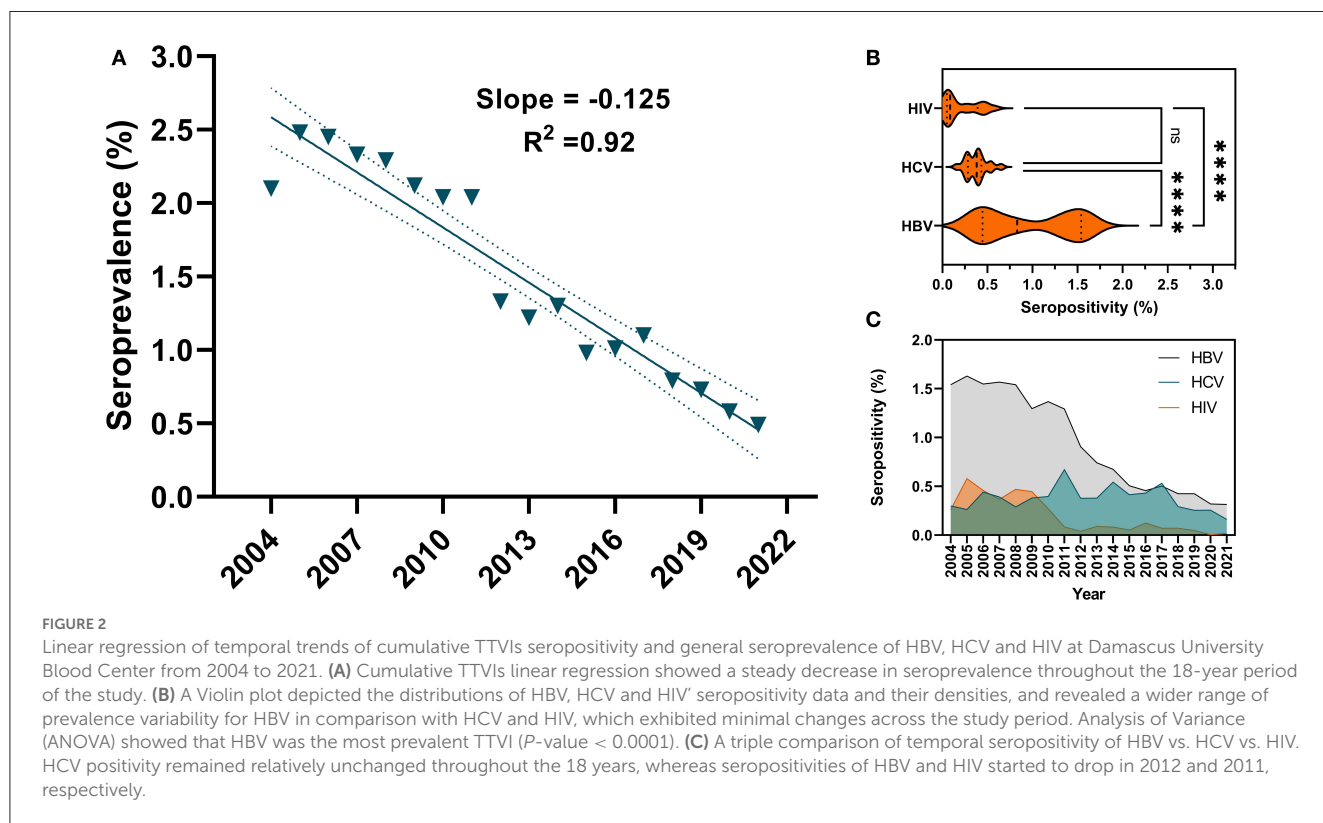 A
3.0
2.5
2.0
1.5
1.0
0.5
0.0
Seroprevalence (%)
Slope = -0.125
R² =0.92
2004
2007
2010
2013
2016
2019
2022
B
HIV
HCV
HBV
ns
****
****
0.0 0.5 1.0 1.5 2.0 2.5 3.0
Seropositivity (%)
C
2.0
1.5
1.0
0.5
0.0
Seropositivity (%)
HBV
HCV
HIV
2004
2005
2006
2007
2008
2009
2010
2011
2012
2013
2014
2015
2016
2017
2018
2019
2020
2021
Year
FIGURE 2
Linear regression of temporal trends of cumulative TTVIs seropositivity and general seroprevalence of HBV, HCV and HIV at Damascus University
Blood Center from 2004 to 2021. (A) Cumulative TTVIs linear regression showed a steady decrease in seroprevalence throughout the 18-year period
of the study. (B) A Violin plot depicted the distributions of HBV, HCV and HIV’ seropositivity data and their densities, and revealed a wider range of
prevalence variability for HBV in comparison with HCV and HIV, which exhibited minimal changes across the study period. Analysis of Variance
(ANOVA) showed that HBV was the most prevalent TTVI (P-value < 0.0001). (C) A triple comparison of temporal seropositivity of HBV vs. HCV vs. HIV.
HCV positivity remained relatively unchanged throughout the 18 years, whereas seropositivities of HBV and HIV started to drop in 2012 and 2011,
respectively.